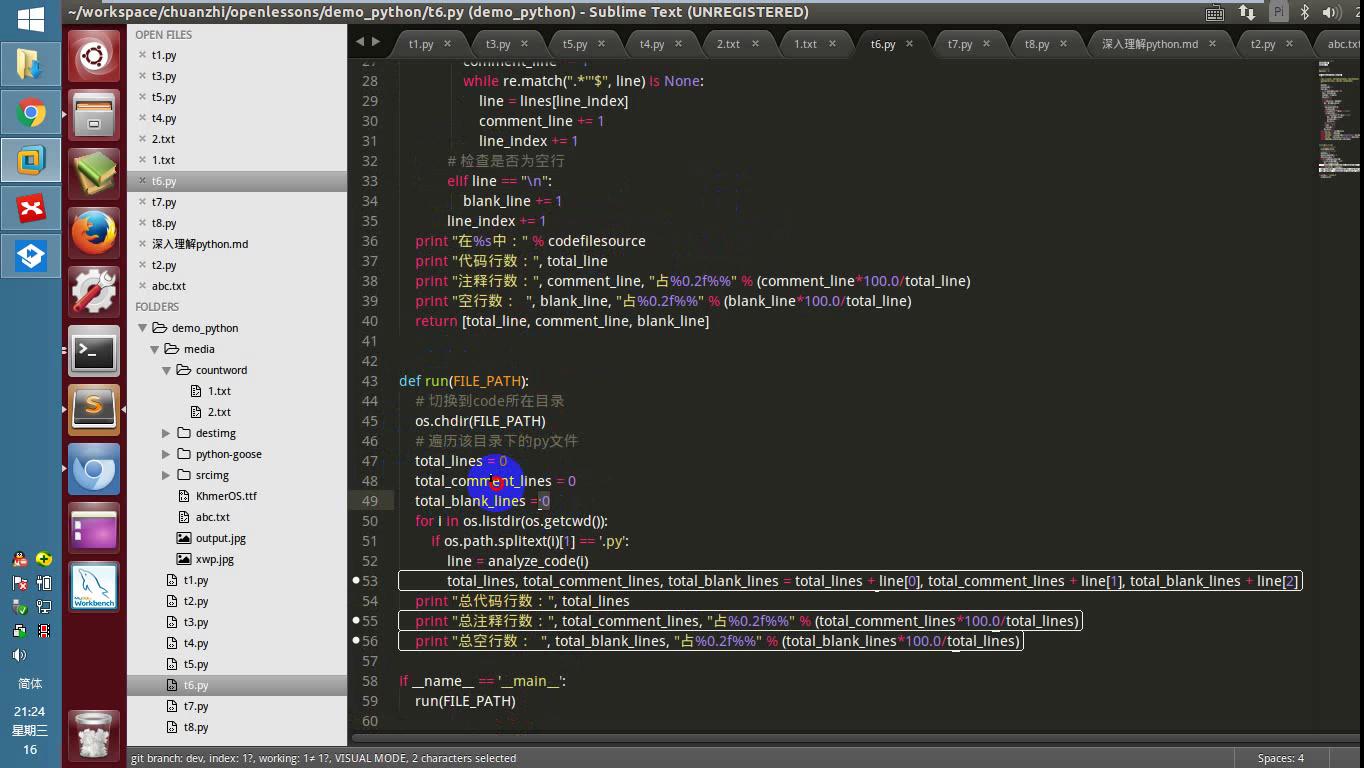 ~/workspace/chuanzhi/openlessons/demo_python/t6.py (demo_python) - Sublime Text (UNREGISTERED)
Pi
OPEN FILES
t1.py
t3.py
t5.py
t4.py
2.txt
1.txt
t6.py
t7.py
t8.py
深入理解python.md
t2.py
abc.txt
FOLDERS
demo_python
media
countword
1.txt
2.txt
destimg
python-goose
srcimg
KhmerOS.ttf
abc.txt
output.jpg
xwp.jpg
t1.py
t2.py
t3.py
t4.py
t5.py
t6.py
t7.py
t8.py
t1.py t3.py t5.py t4.py 2.txt 1.txt t6.py t7.py t8.py 深入理解python.md t2.py abc.txt
27 comment_line += 1
28 while re.match(".*'''$", line) is None:
29 line = lines[line_index]
30 comment_line += 1
31 line_index += 1
32 # 检查是否为空行
33 elif line == "\n":
34 blank_line += 1
35 line_index += 1
36 print "在%s中：" % codefilesource
37 print "代码行数：", total_line
38 print "注释行数：", comment_line, "占%0.2f%%" % (comment_line*100.0/total_line)
39 print "空行数：  ", blank_line, "占%0.2f%%" % (blank_line*100.0/total_line)
40 return [total_line, comment_line, blank_line]
41
42
43 def run(FILE_PATH):
44 # 切换到code所在目录
45 os.chdir(FILE_PATH)
46 # 遍历该目录下的py文件
47 total_lines = 0
48 total_comment_lines = 0
49 total_blank_lines = 0
50 for i in os.listdir(os.getcwd()):
51 if os.path.splitext(i)[1] == '.py':
52 line = analyze_code(i)
53 total_lines, total_comment_lines, total_blank_lines = total_lines + line[0], total_comment_lines + line[1], total_blank_lines + line[2]
54 print "总代码行数：", total_lines
55 print "总注释行数：", total_comment_lines, "占%0.2f%%" % (total_comment_lines*100.0/total_lines)
56 print "总空行数：  ", total_blank_lines, "占%0.2f%%" % (total_blank_lines*100.0/total_lines)
57
58 if __name__ == '__main__':
59 run(FILE_PATH)
60
简体
21:24
星期三
16
MySQL
Workbench
git branch: dev, index: 1?, working: 1≠ 1?, VISUAL MODE, 2 characters selected
Spaces: 4